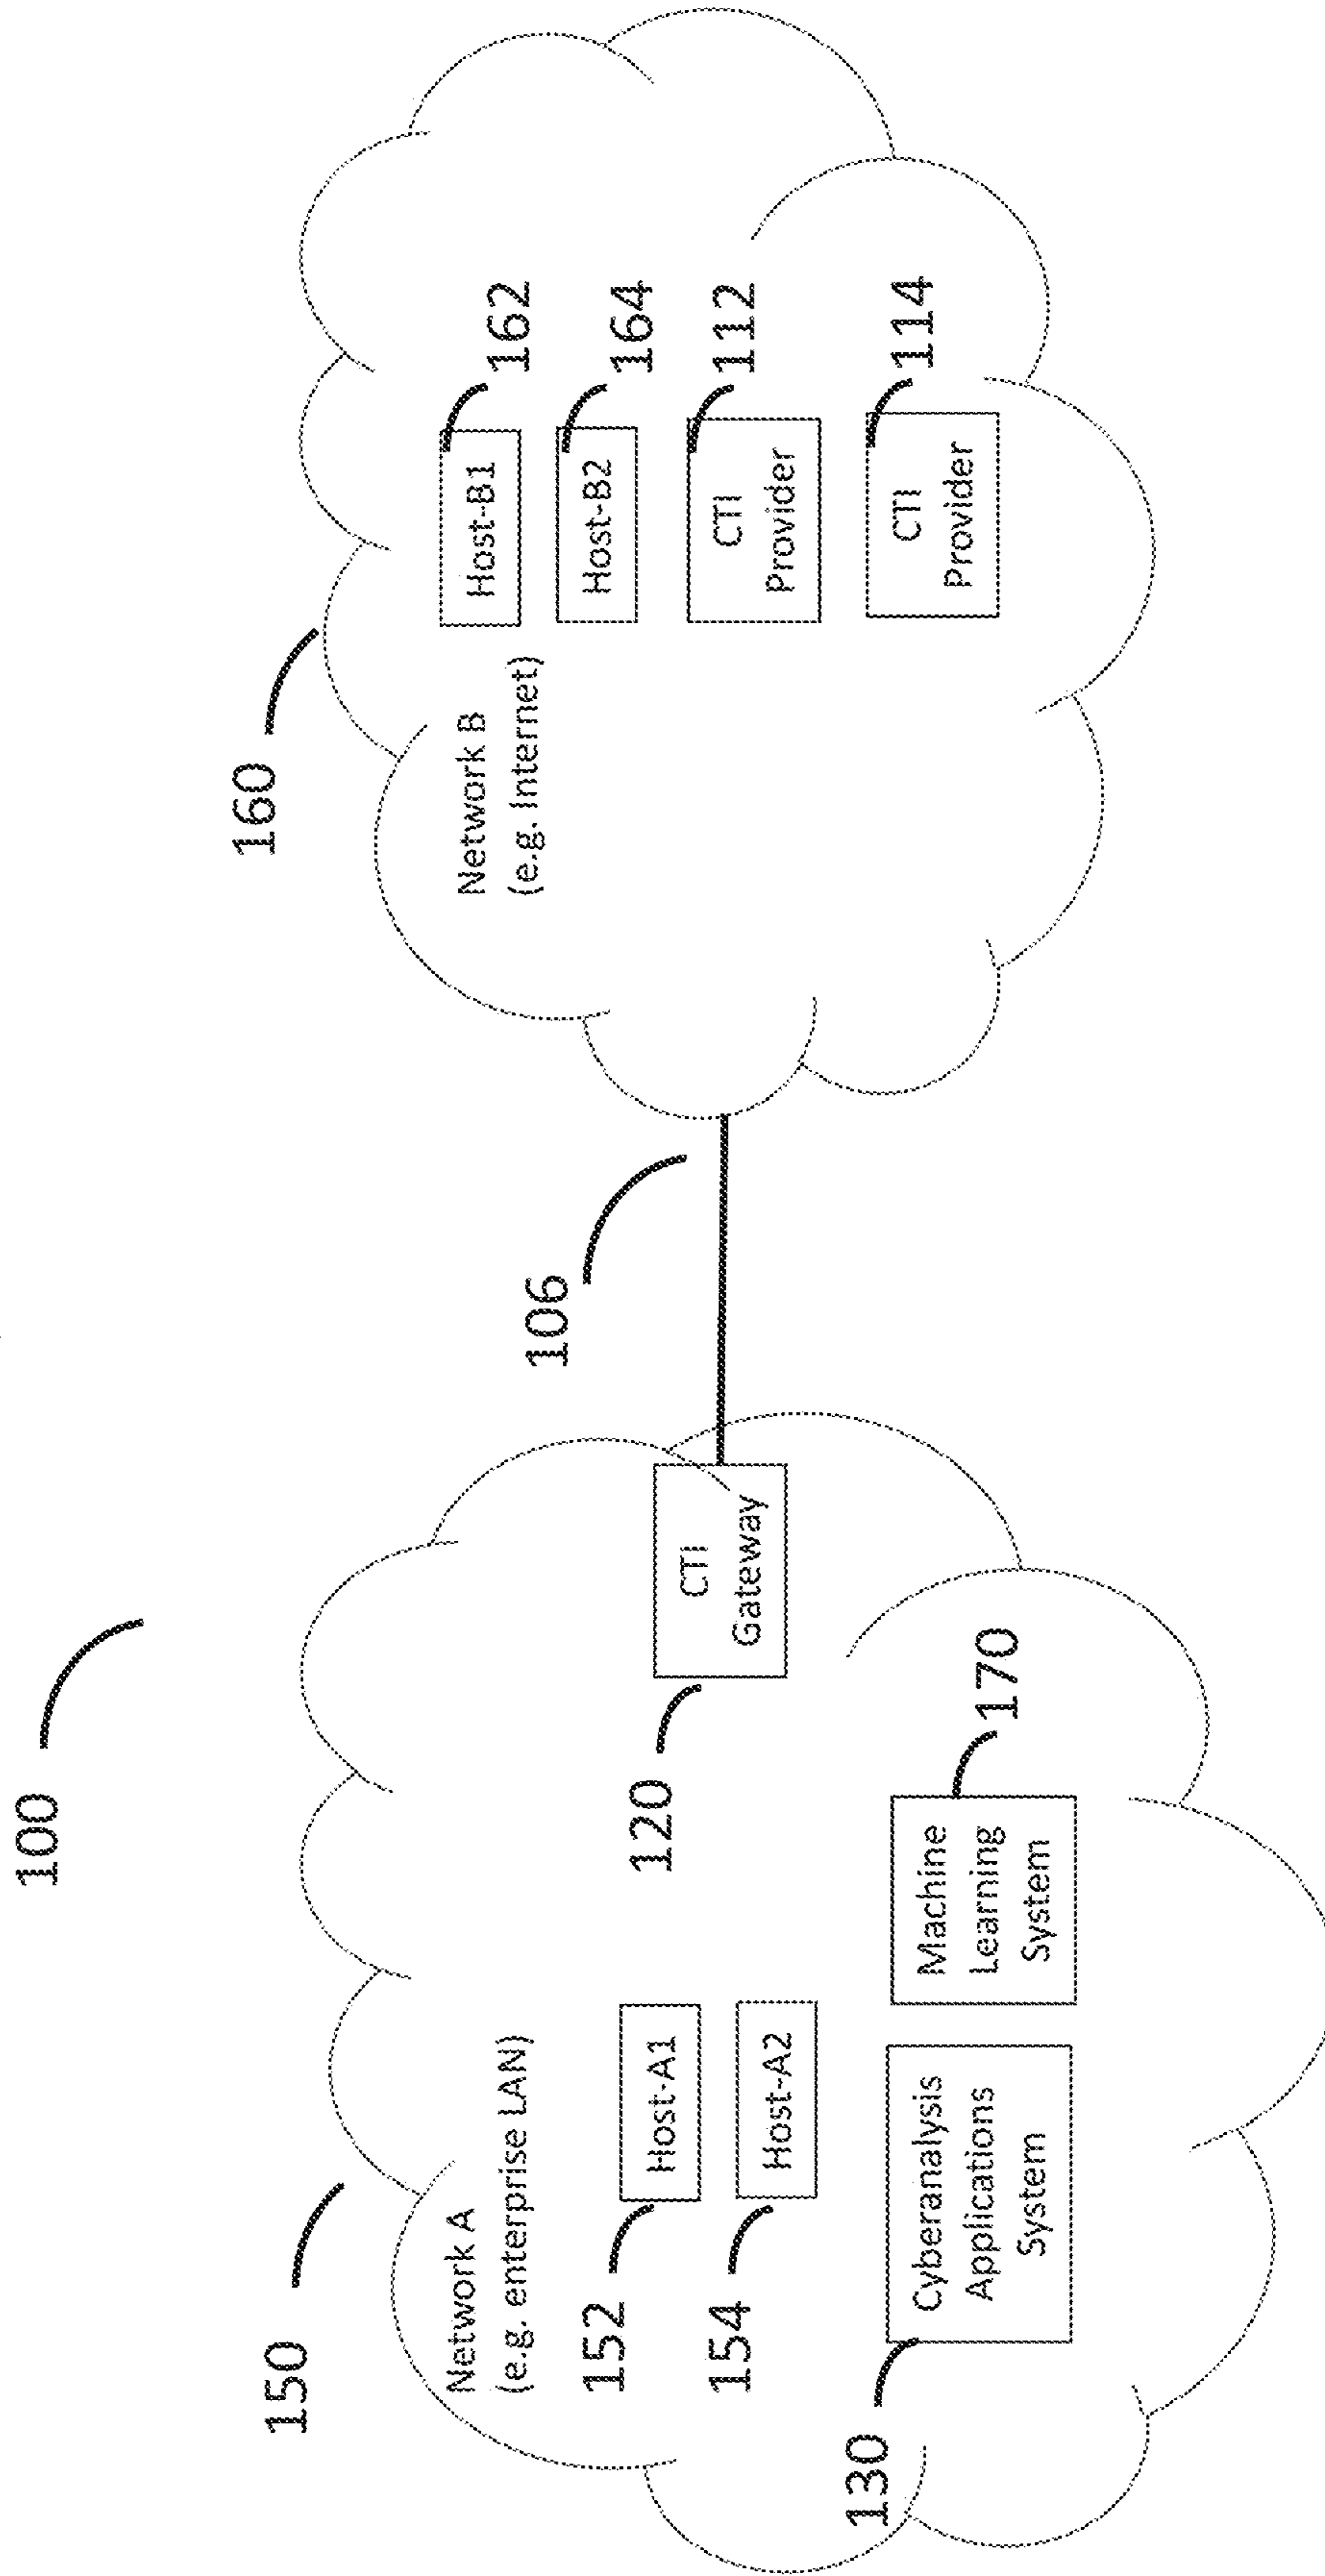 100
150
Network A
(e.g. enterprise LAN)
152
Host-A1
154
Host-A2
130
Cyberanalysis
Applications
System
Machine
Learning
System
170
120
CTI
Gateway
106
160
Network B
(e.g. Internet)
Host-B1
162
Host-B2
164
CTI
Provider
112
CTI
Provider
114